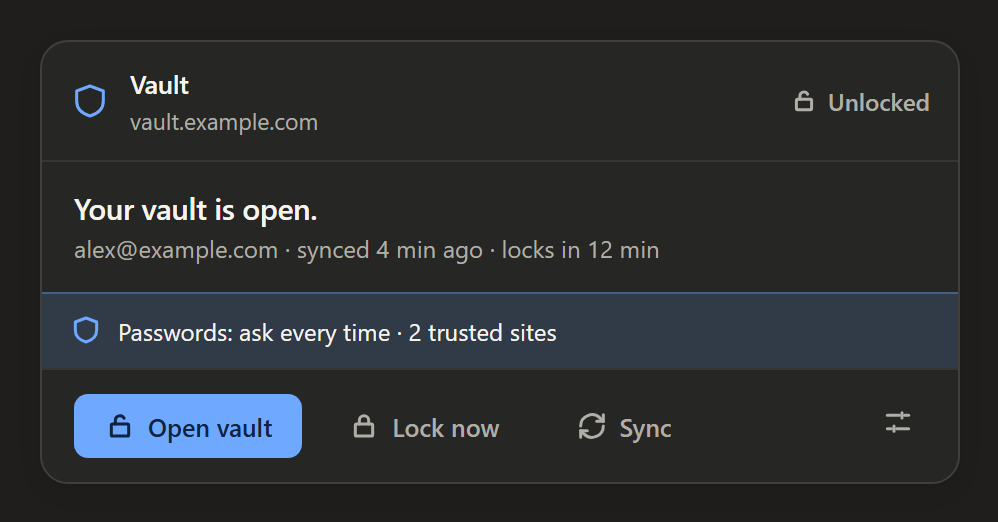 Vault
vault.example.com
Unlocked
Your vault is open.
alex@example.com · synced 4 min ago · locks in 12 min
Passwords: ask every time · 2 trusted sites
Open vault
Lock now
Sync